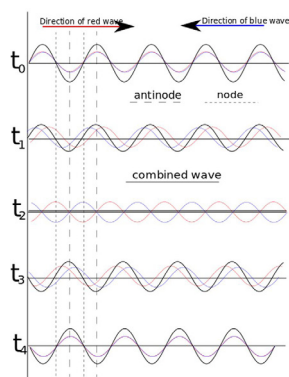 Direction of red wave
Direction of blue wave
t0
antinode
node
t1
combined wave
t2
t3
t4